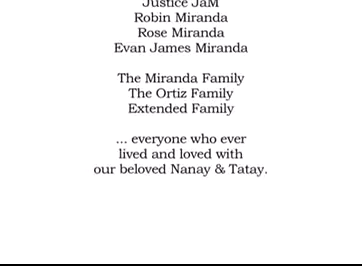 Justice JaM
Robin Miranda
Rose Miranda
Evan James Miranda
The Miranda Family
The Ortiz Family
Extended Family
... everyone who ever
lived and loved with
our beloved Nanay & Tatay.